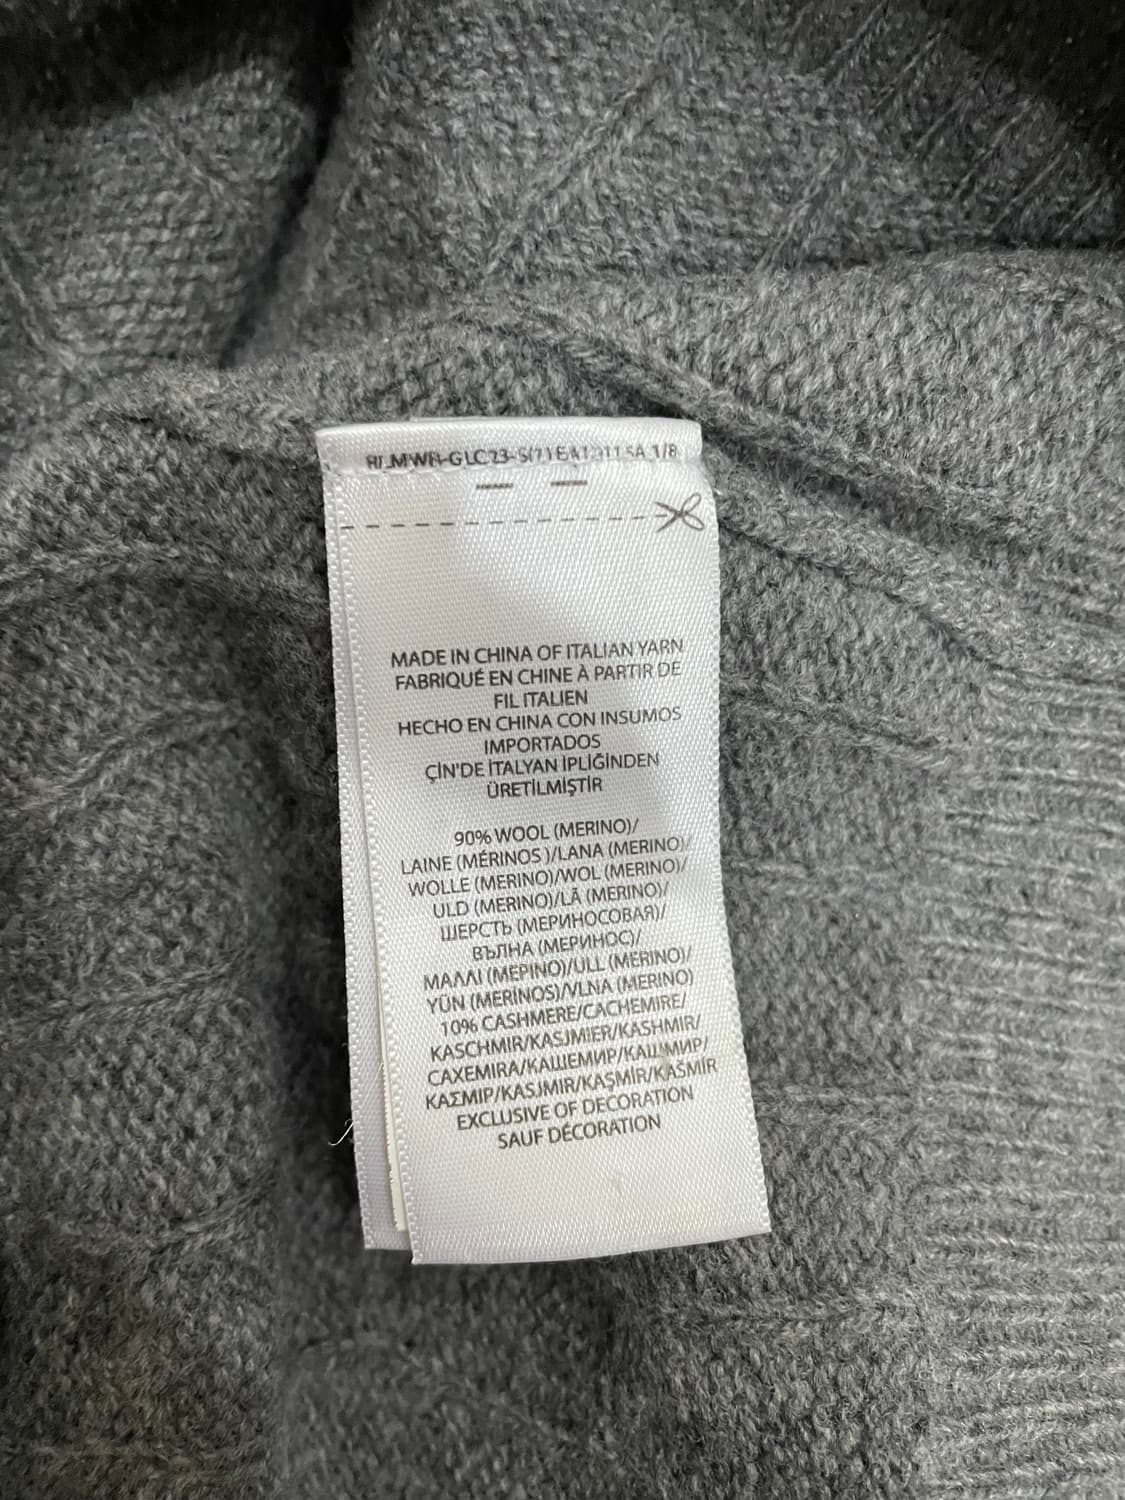 MADE IN CHINA OF ITALIAN YARN
FABRIQUÉ EN CHINE À PARTIR DE
FIL ITALIEN
HECHO EN CHINA CON INSUMOS
IMPORTADOS
ÇİN'DE İTALYAN İPLİĞİNDEN
ÜRETİLMİŞTİR
90% WOOL (MERINO)/
LAINE (MÉRINOS )/LANA (MERINO)/
WOLLE (MERINO)/WOL (MERINO)/
ULD (MERINO)/LÃ (MERINO)/
ШЕРСТЬ (МЕРИНОСОВАЯ)/
ВЪЛНА (МЕРИНОС)/
ΜΑΛΛΙ (ΜΕΡΙΝΟ)/ULL (MERINO)/
YÜN (MERINOS)/VLNA (MERINO)
10% CASHMERE/CACHEMIRE/
KASCHMIR/KASJMIER/KASHMIR/
CAXEMIRA/КАШЕМИР/КАШМИР/
ΚΑΣΜΙΡ/KASJMIR/KAŞMİR/KAŠMÍR
EXCLUSIVE OF DECORATION
SAUF DÉCORATION